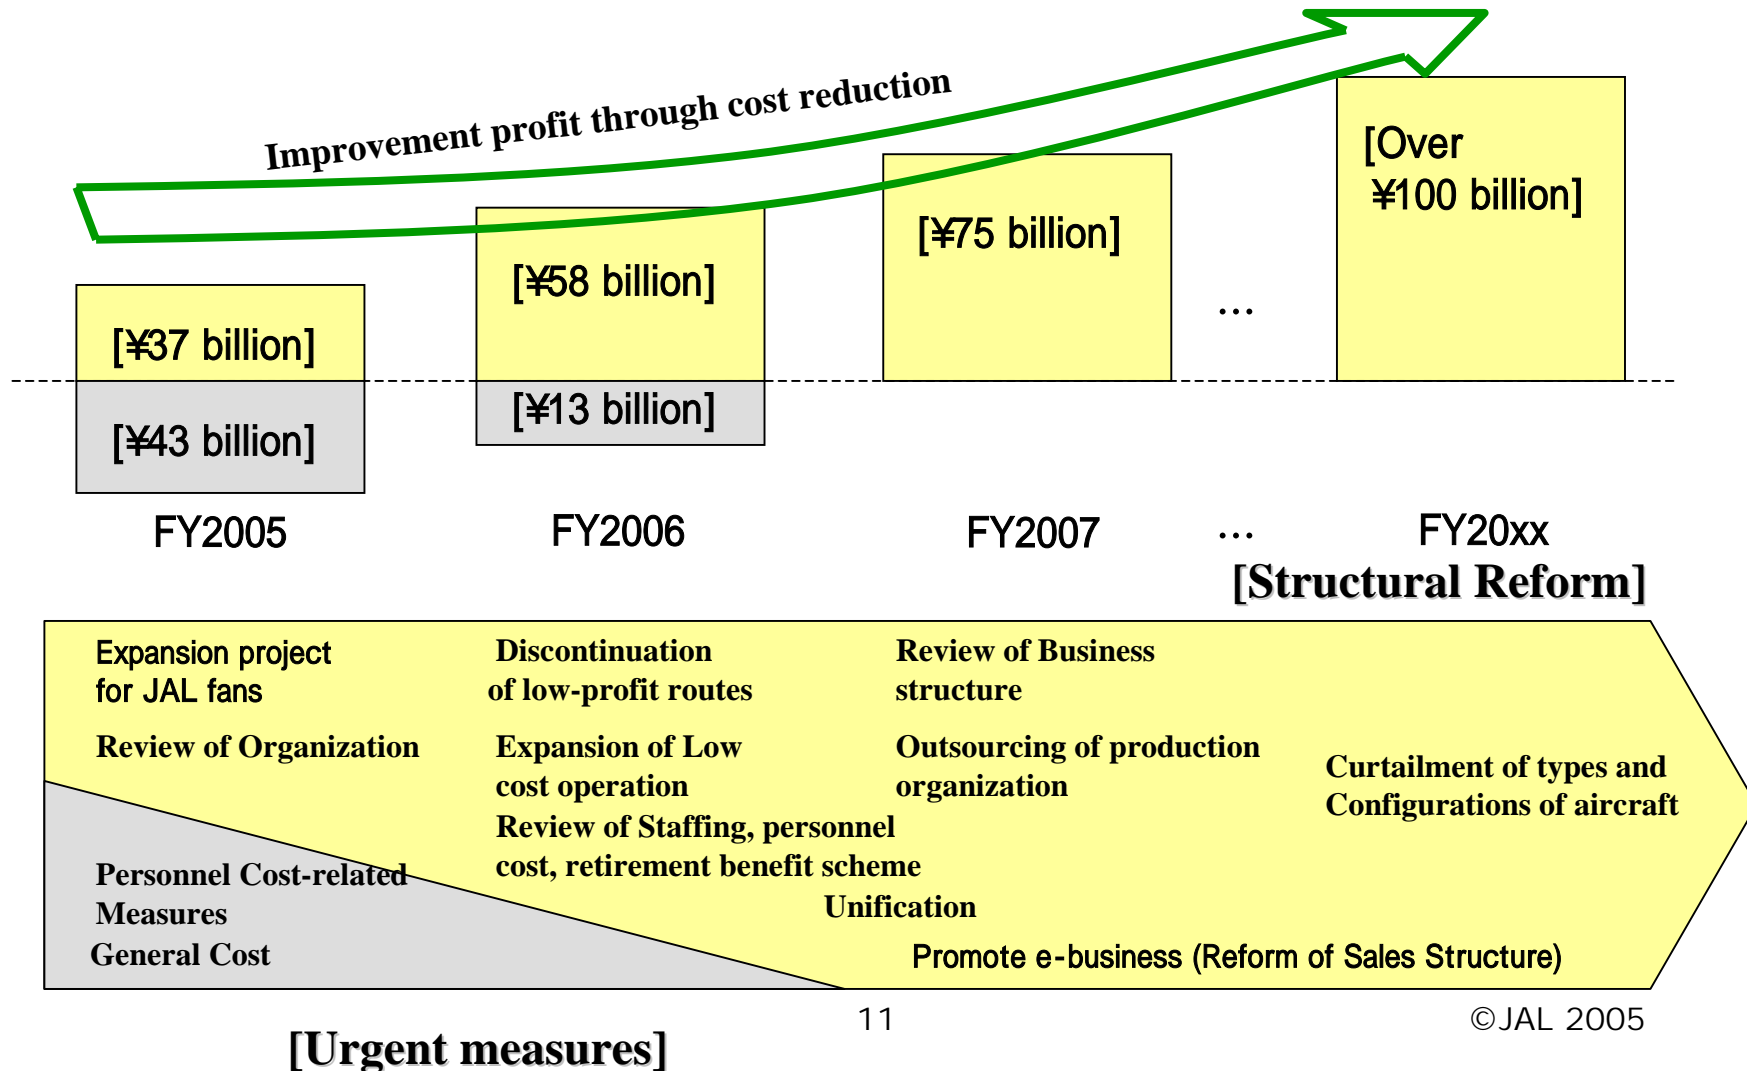 Improvement profit through cost reduction
[Over
¥100 billion]
[¥75 billion]
[¥58 billion]
...
[¥37 billion]
[¥13 billion]
[¥43 billion]
FY2005
FY2006
FY2007
...
FY20xx
[Structural Reform]
Expansion project
for JAL fans
Review of Organization
Discontinuation
of low-profit routes
Expansion of Low
cost operation
Review of Staffing, personnel
cost, retirement benefit scheme
Review of Business
structure
Outsourcing of production
organization
Curtailment of types and
Configurations of aircraft
Personnel Cost-related
Measures
General Cost
Unification
Promote e-business (Reform of Sales Structure)
11
©JAL 2005
[Urgent measures]